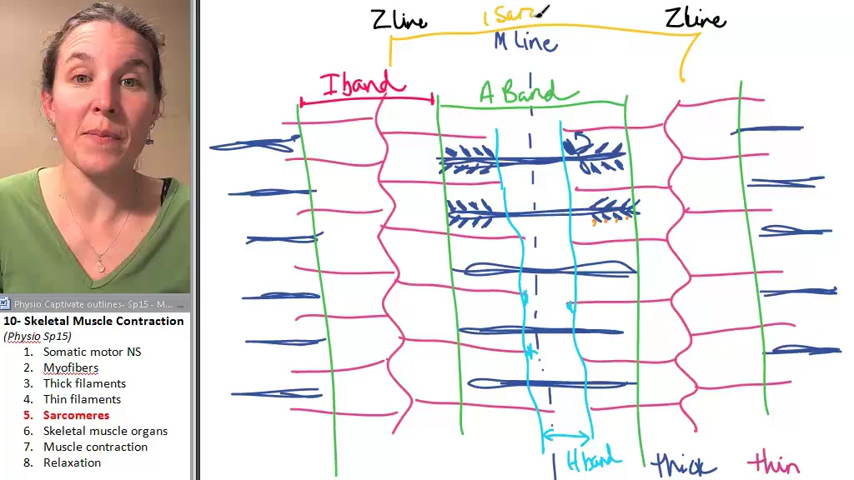 Z line
1 Sarc
Z line
M Line
I band
A Band
H band
thick
thin
Physio Captivate outlines- Sp15 - M...
10- Skeletal Muscle Contraction
(Physio Sp15)
1. Somatic motor NS
2. Myofibers
3. Thick filaments
4. Thin filaments
5. Sarcomeres
6. Skeletal muscle organs
7. Muscle contraction
8. Relaxation